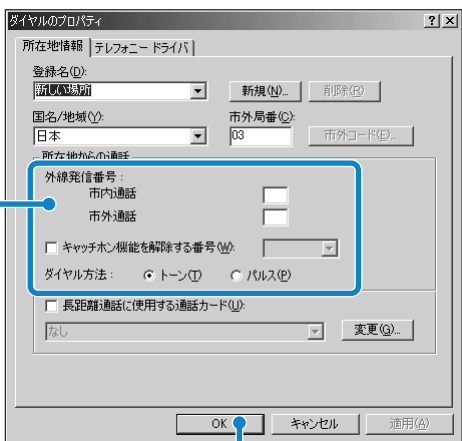 ダイヤルのプロパティ
所在地情報 テレフォニー ドライバ
登録名(D):
新しい場所 新規(N)... 削除(R)
国名/地域(Y): 市外局番(C):
日本 03 市外コード(E)...
所在地からの通話
外線発信番号:
市内通話
市外通話
キャッチホン機能を解除する番号(W):
ダイヤル方法: トーン(T) パルス(P)
長距離通話に使用する通話カード(U):
なし 変更(G)...
OK キャンセル 適用(A)